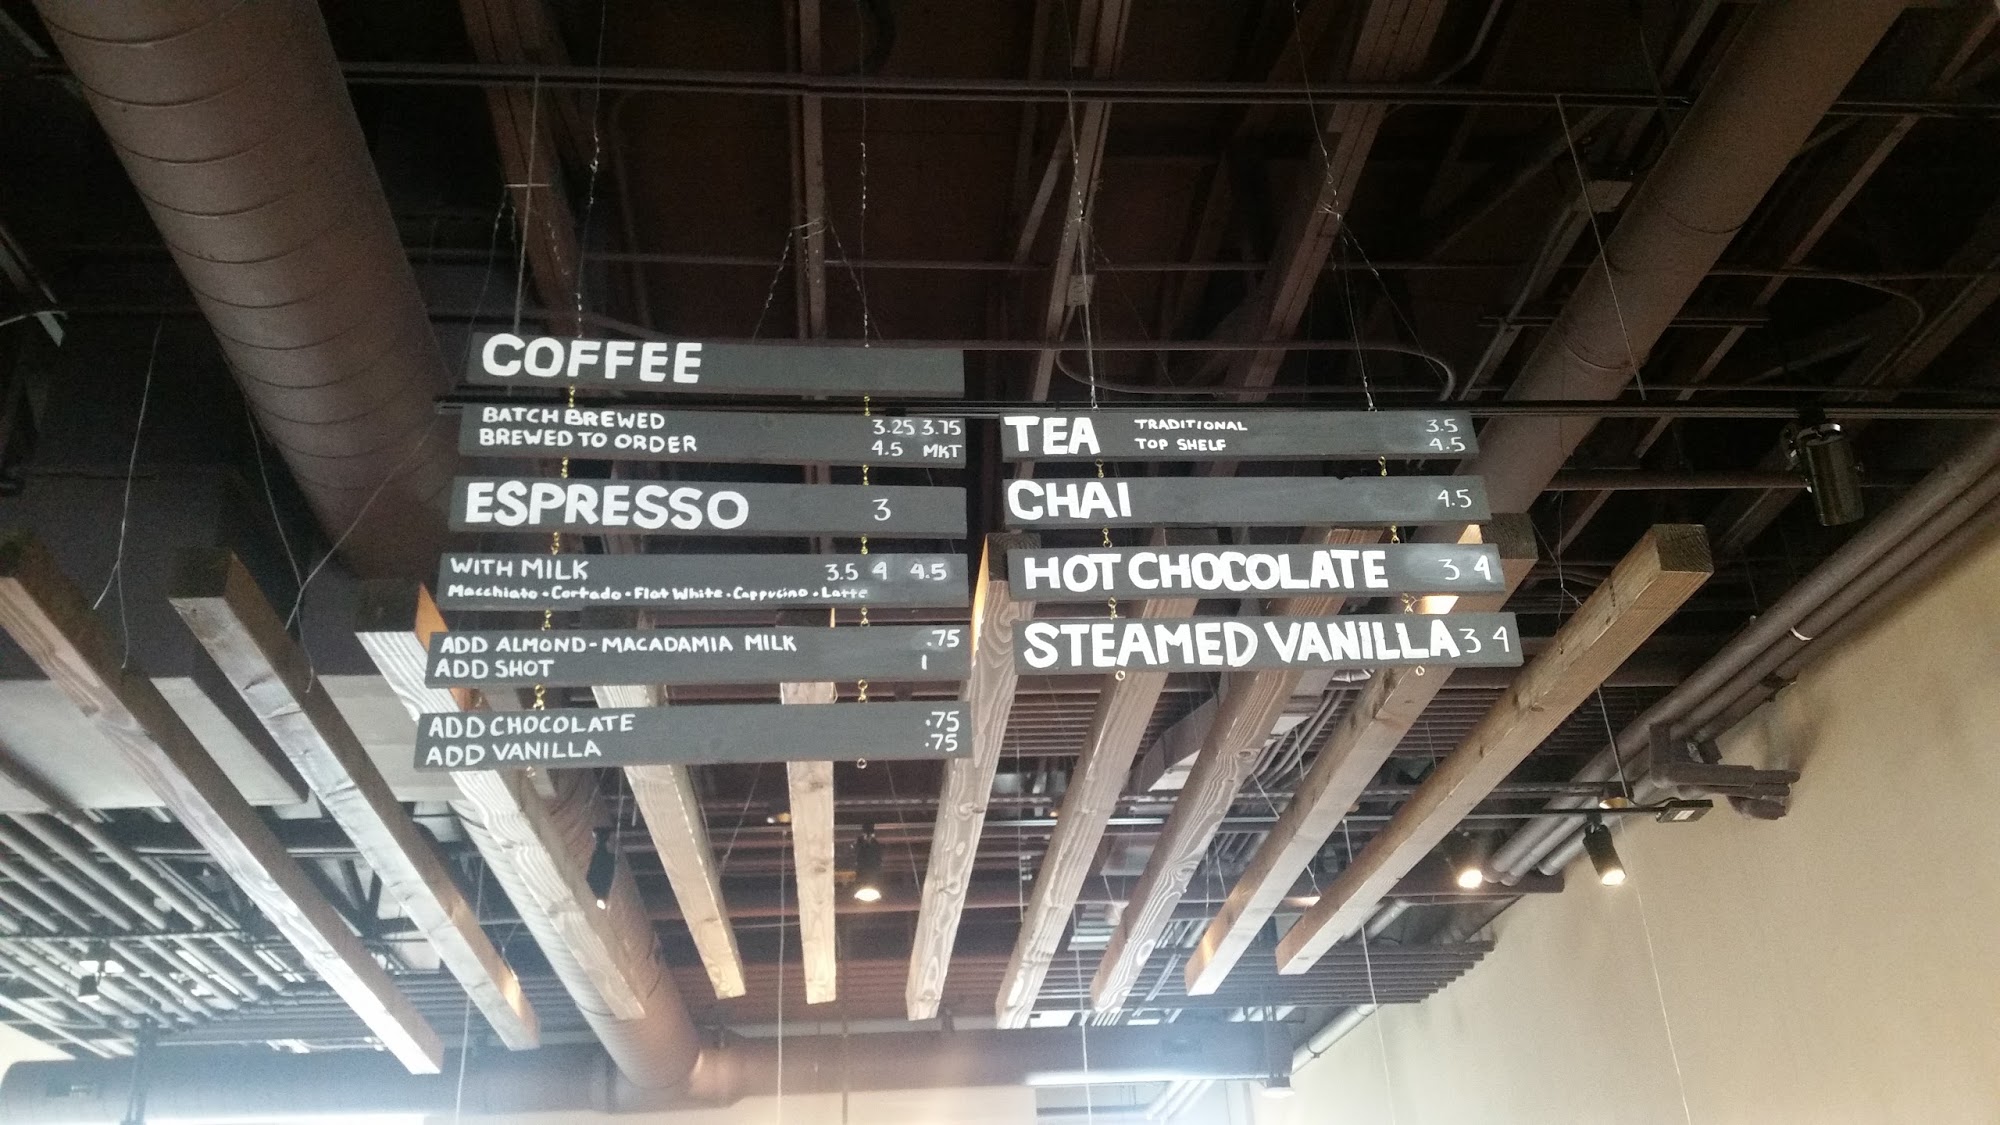 COFFEE
BATCH BREWED 3.25 3.75
BREWED TO ORDER 4.5 MKT
ESPRESSO 3
WITH MILK 3.5 4 4.5
Macchiato • Cortado • Flat White • Cappucino • Latte
ADD ALMOND-MACADAMIA MILK .75
ADD SHOT 1
ADD CHOCOLATE .75
ADD VANILLA .75
TEA TRADITIONAL 3.5
TOP SHELF 4.5
CHAI 4.5
HOT CHOCOLATE 3 4
STEAMED VANILLA 3 4